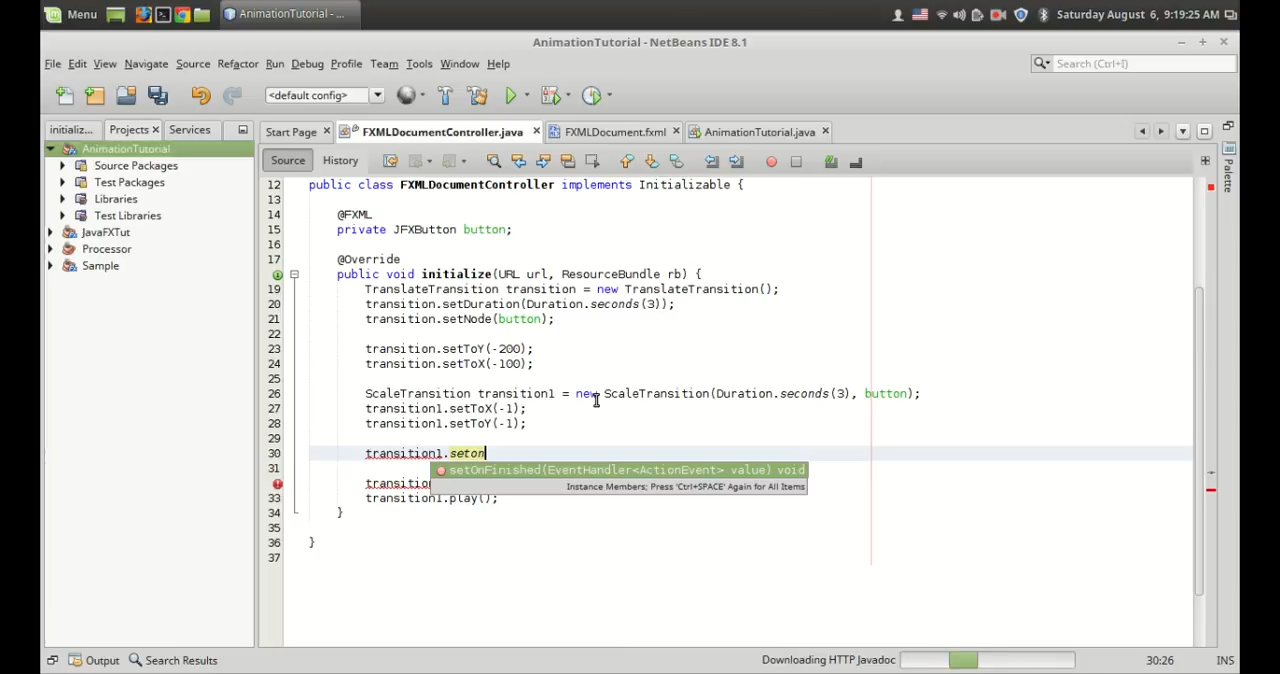 Menu
AnimationTutorial - ...
Saturday August 6, 9:19:25 AM
AnimationTutorial - NetBeans IDE 8.1
File Edit View Navigate Source Refactor Run Debug Profile Team Tools Window Help
Search (Ctrl+I)
<default config>
initializ... Projects Services
Start Page FXMLDocumentController.java FXMLDocument.fxml AnimationTutorial.java
Source History
Palette
AnimationTutorial
Source Packages
Test Packages
Libraries
Test Libraries
JavaFXTut
Processor
Sample
12 public class FXMLDocumentController implements Initializable {
13
14 @FXML
15 private JFXButton button;
16
17 @Override
18 public void initialize(URL url, ResourceBundle rb) {
19 TranslateTransition transition = new TranslateTransition();
20 transition.setDuration(Duration.seconds(3));
21 transition.setNode(button);
22
23 transition.setToY(-200);
24 transition.setToX(-100);
25
26 ScaleTransition transition1 = new ScaleTransition(Duration.seconds(3), button);
27 transition1.setToX(-1);
28 transition1.setToY(-1);
29
30 transition1.seton
31 setOnFinished(EventHandler<ActionEvent> value) void
Instance Members; Press 'Ctrl+SPACE' Again for All Items
transition
33 transition1.play();
34 }
35
36 }
37
Output Search Results
Downloading HTTP Javadoc
30:26
INS